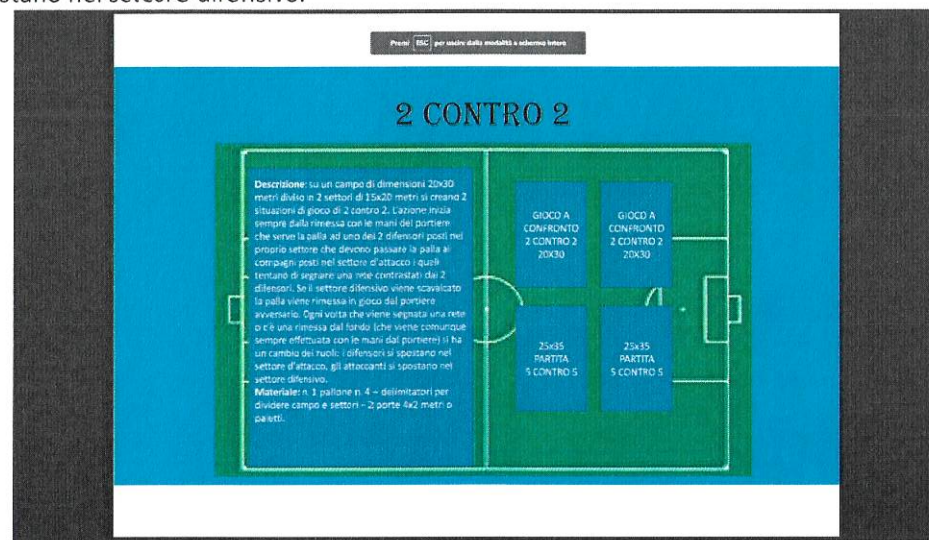 stano nel settore difensivo.
Premi ESC per uscire dalla modalità a schermo intero
2 CONTRO 2
Descrizione: su un campo di dimensioni 20x30
metri diviso in 2 settori di 15x20 metri si creano 2
situazioni di gioco di 2 contro 2. L'azione inizia
sempre dalla rimessa con le mani del portiere
che serve la palla ad uno dei 2 difensori posti nel
proprio settore che devono passare la palla ai
compagni posti nel settore d'attacco i quali
tentano di segnare una rete contrastati dai 2
difensori. Se il settore difensivo viene scavalcato
la palla viene rimessa in gioco dal portiere
avversario. Ogni volta che viene segnata una rete
o c'è una rimessa dal fondo (che viene comunque
sempre effettuata con le mani dal portiere) si ha
un cambio dei ruoli: i difensori si spostano nel
settore d'attacco, gli attaccanti si spostano nel
settore difensivo.
Materiale: n. 1 pallone n. 4 – delimitatori per
dividere campo e settori – 2 porte 4x2 metri o
paletti.
GIOCO A
CONFRONTO
2 CONTRO 2
20X30
GIOCO A
CONFRONTO
2 CONTRO 2
20X30
25x35
PARTITA
5 CONTRO 5
25x35
PARTITA
5 CONTRO 5